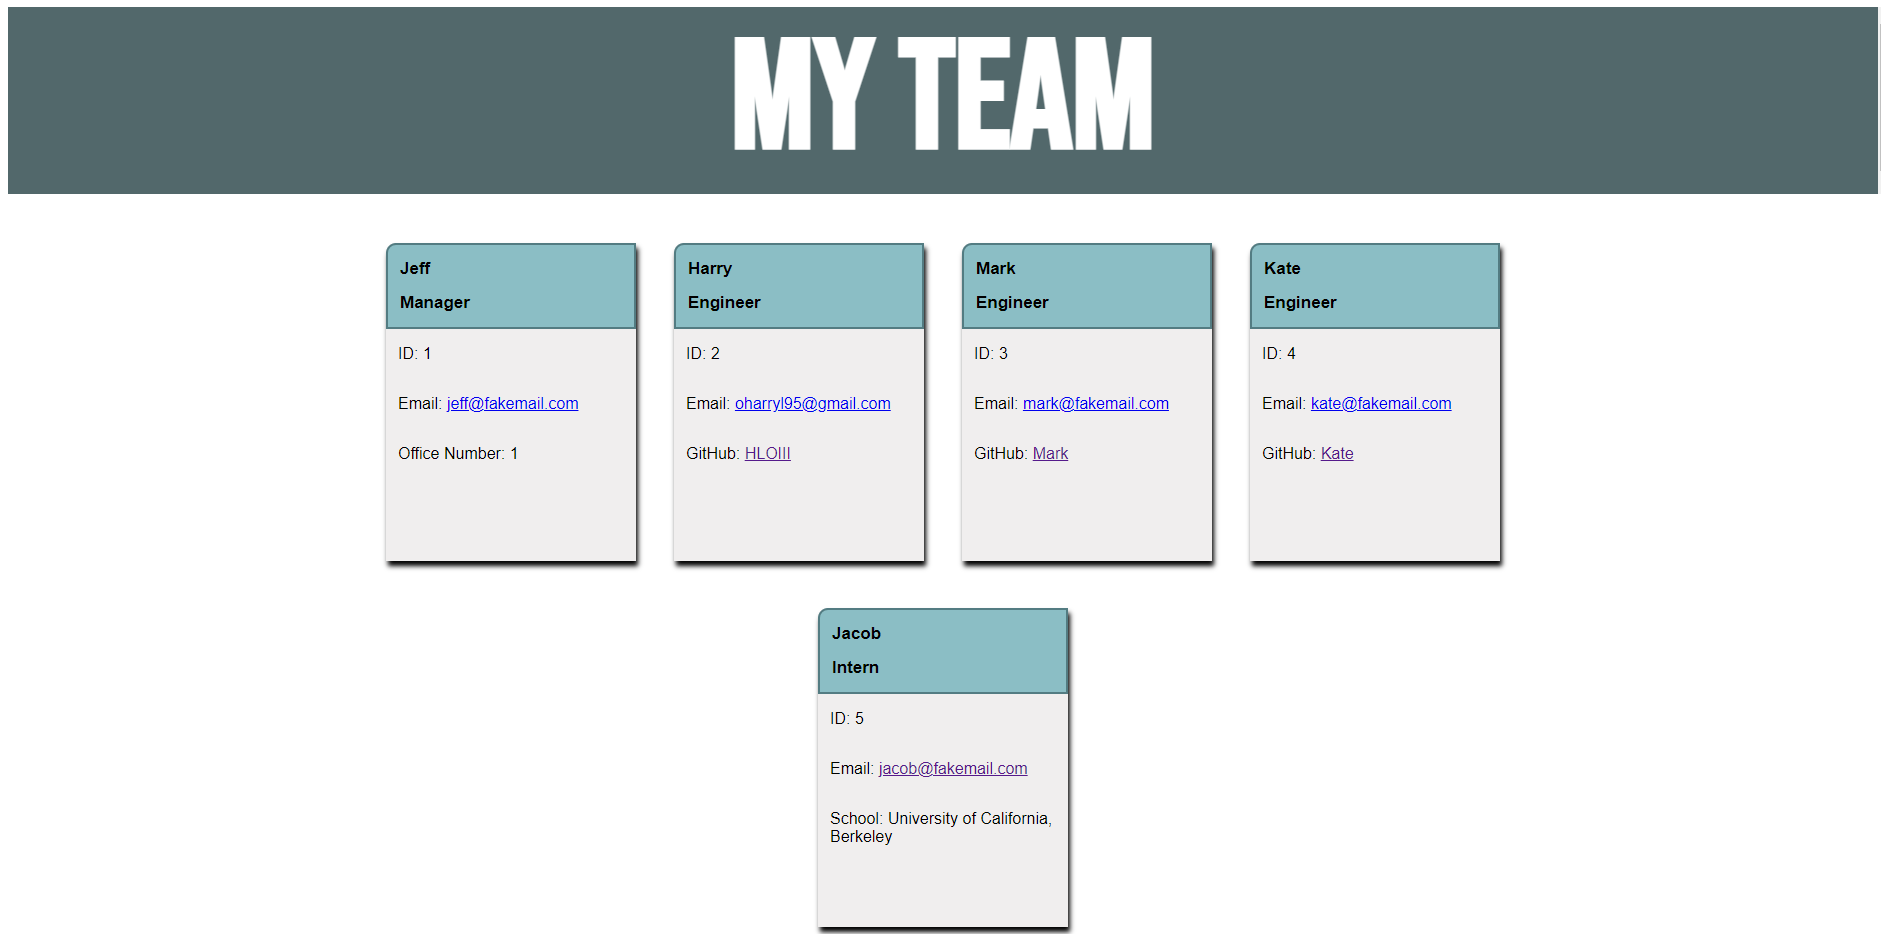 MY TEAM
Jeff
Manager
ID: 1
Email: jeff@fakemail.com
Office Number: 1
Harry
Engineer
ID: 2
Email: oharryl95@gmail.com
GitHub: HLOIII
Mark
Engineer
ID: 3
Email: mark@fakemail.com
GitHub: Mark
Kate
Engineer
ID: 4
Email: kate@fakemail.com
GitHub: Kate
Jacob
Intern
ID: 5
Email: jacob@fakemail.com
School: University of California,
Berkeley